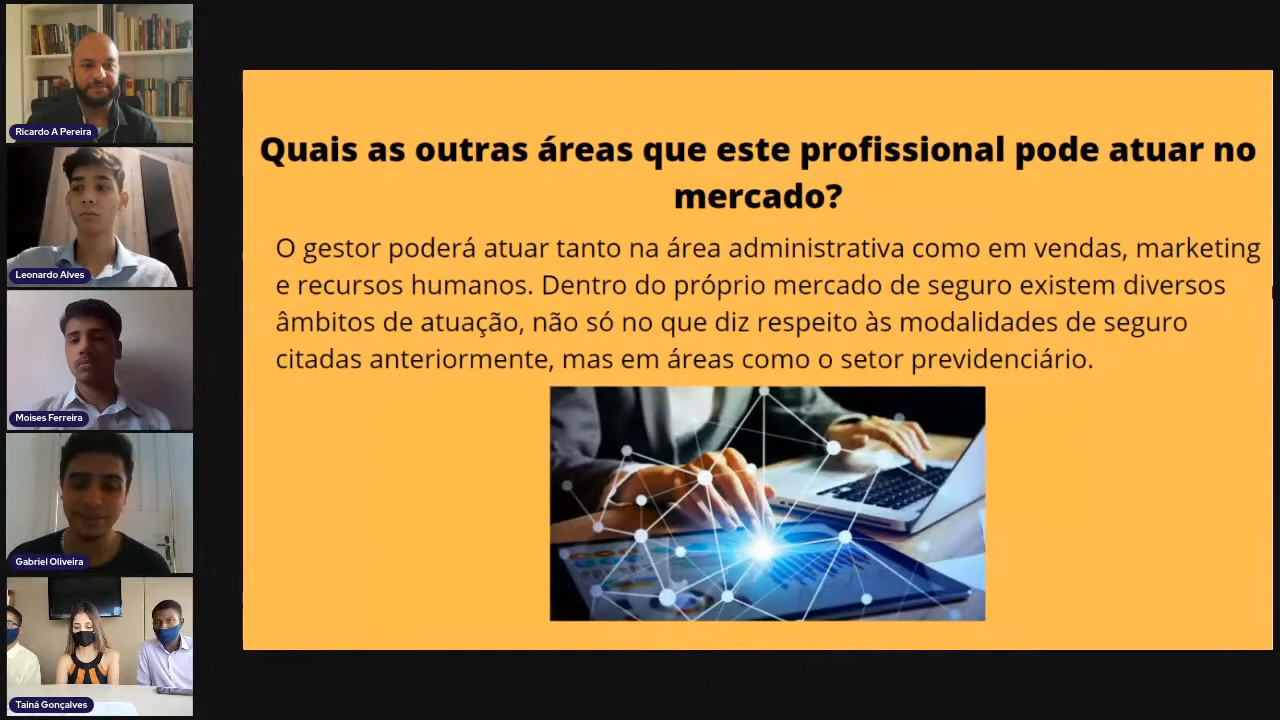 Ricardo A Pereira
Leonardo Alves
Moises Ferreira
Gabriel Oliveira
Tainá Gonçalves
Quais as outras áreas que este profissional pode atuar no
mercado?
O gestor poderá atuar tanto na área administrativa como em vendas, marketing
e recursos humanos. Dentro do próprio mercado de seguro existem diversos
âmbitos de atuação, não só no que diz respeito às modalidades de seguro
citadas anteriormente, mas em áreas como o setor previdenciário.